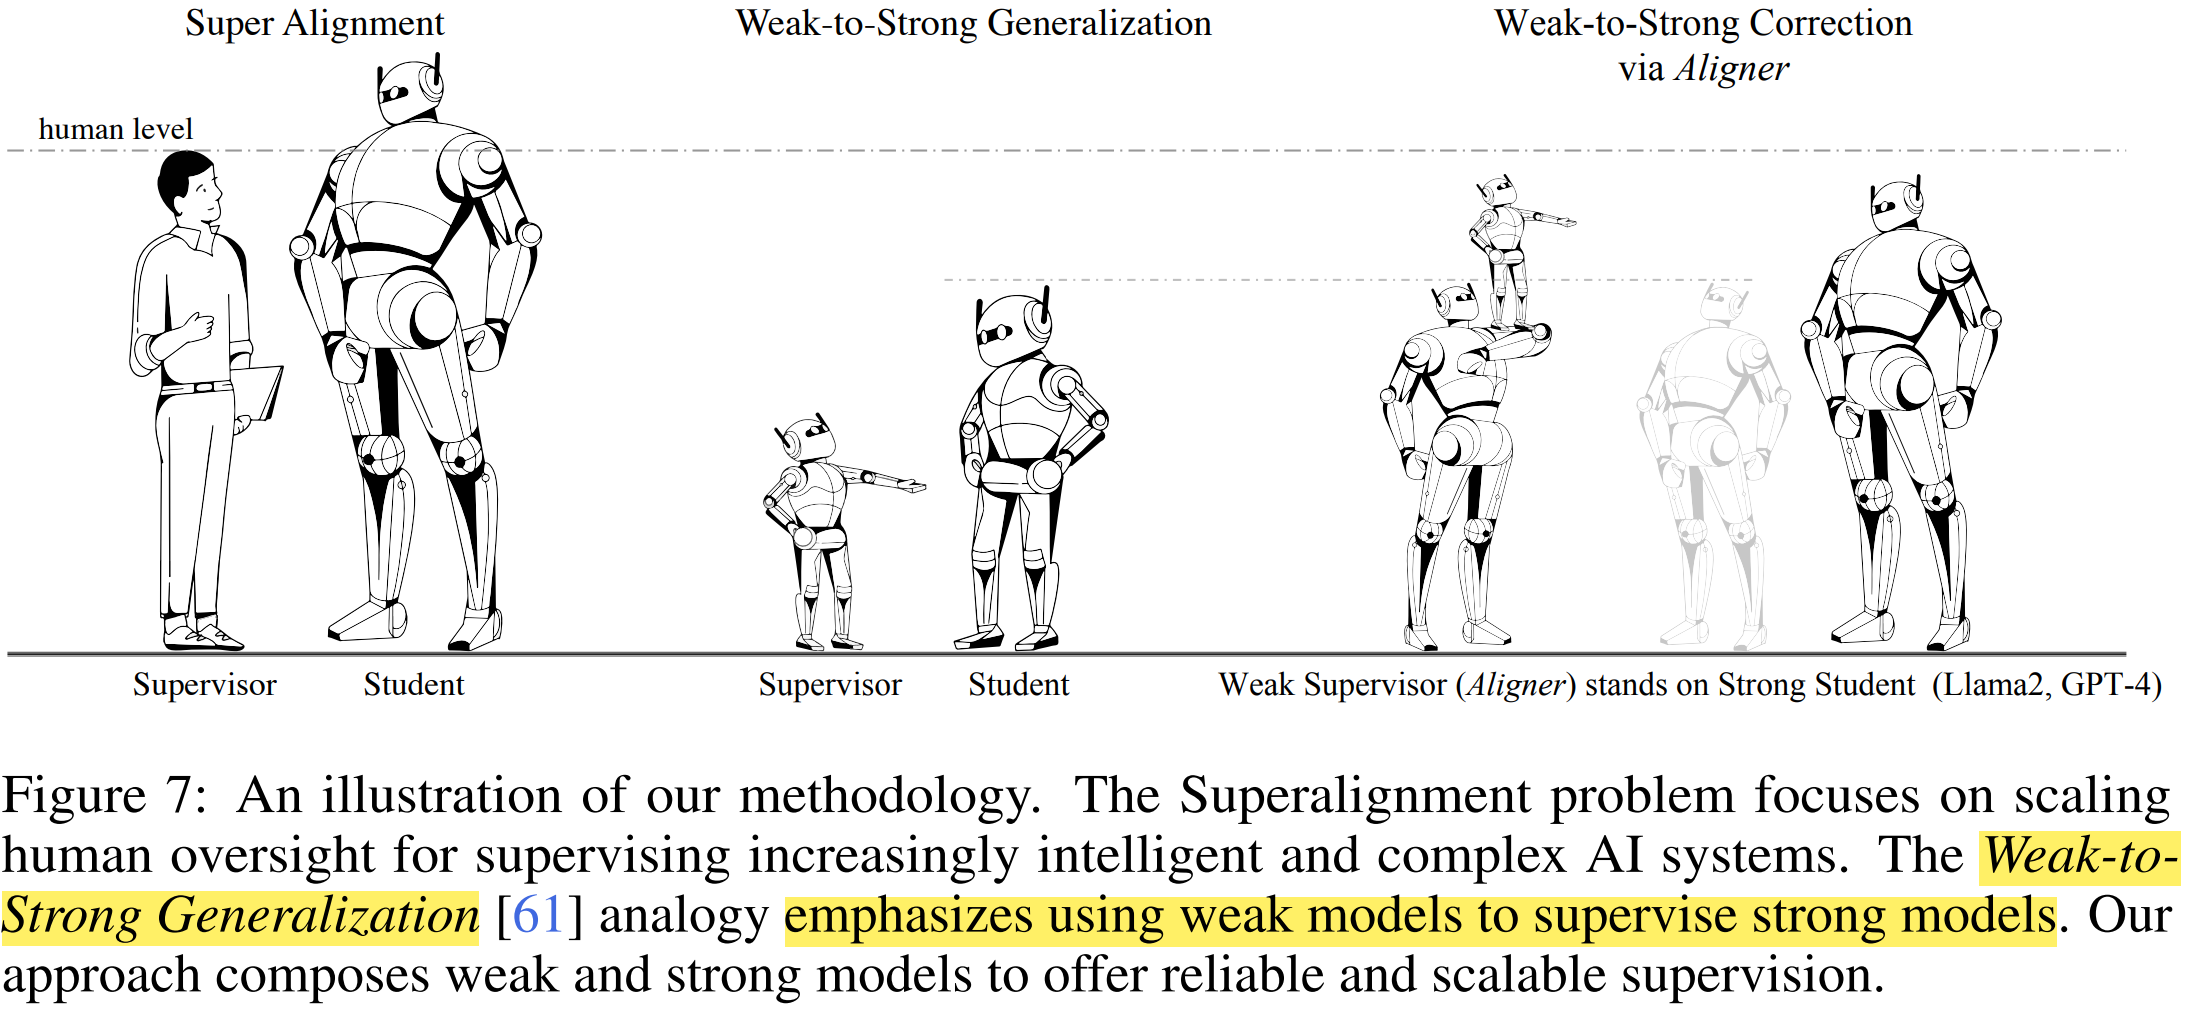 Super Alignment
Weak-to-Strong Generalization
Weak-to-Strong Correction
via Aligner
human level
Supervisor
Student
Supervisor
Student
Weak Supervisor (Aligner) stands on Strong Student (Llama2, GPT-4)
Figure 7: An illustration of our methodology. The Superalignment problem focuses on scaling
human oversight for supervising increasingly intelligent and complex AI systems. The Weak-to-
Strong Generalization [61] analogy emphasizes using weak models to supervise strong models. Our
approach composes weak and strong models to offer reliable and scalable supervision.